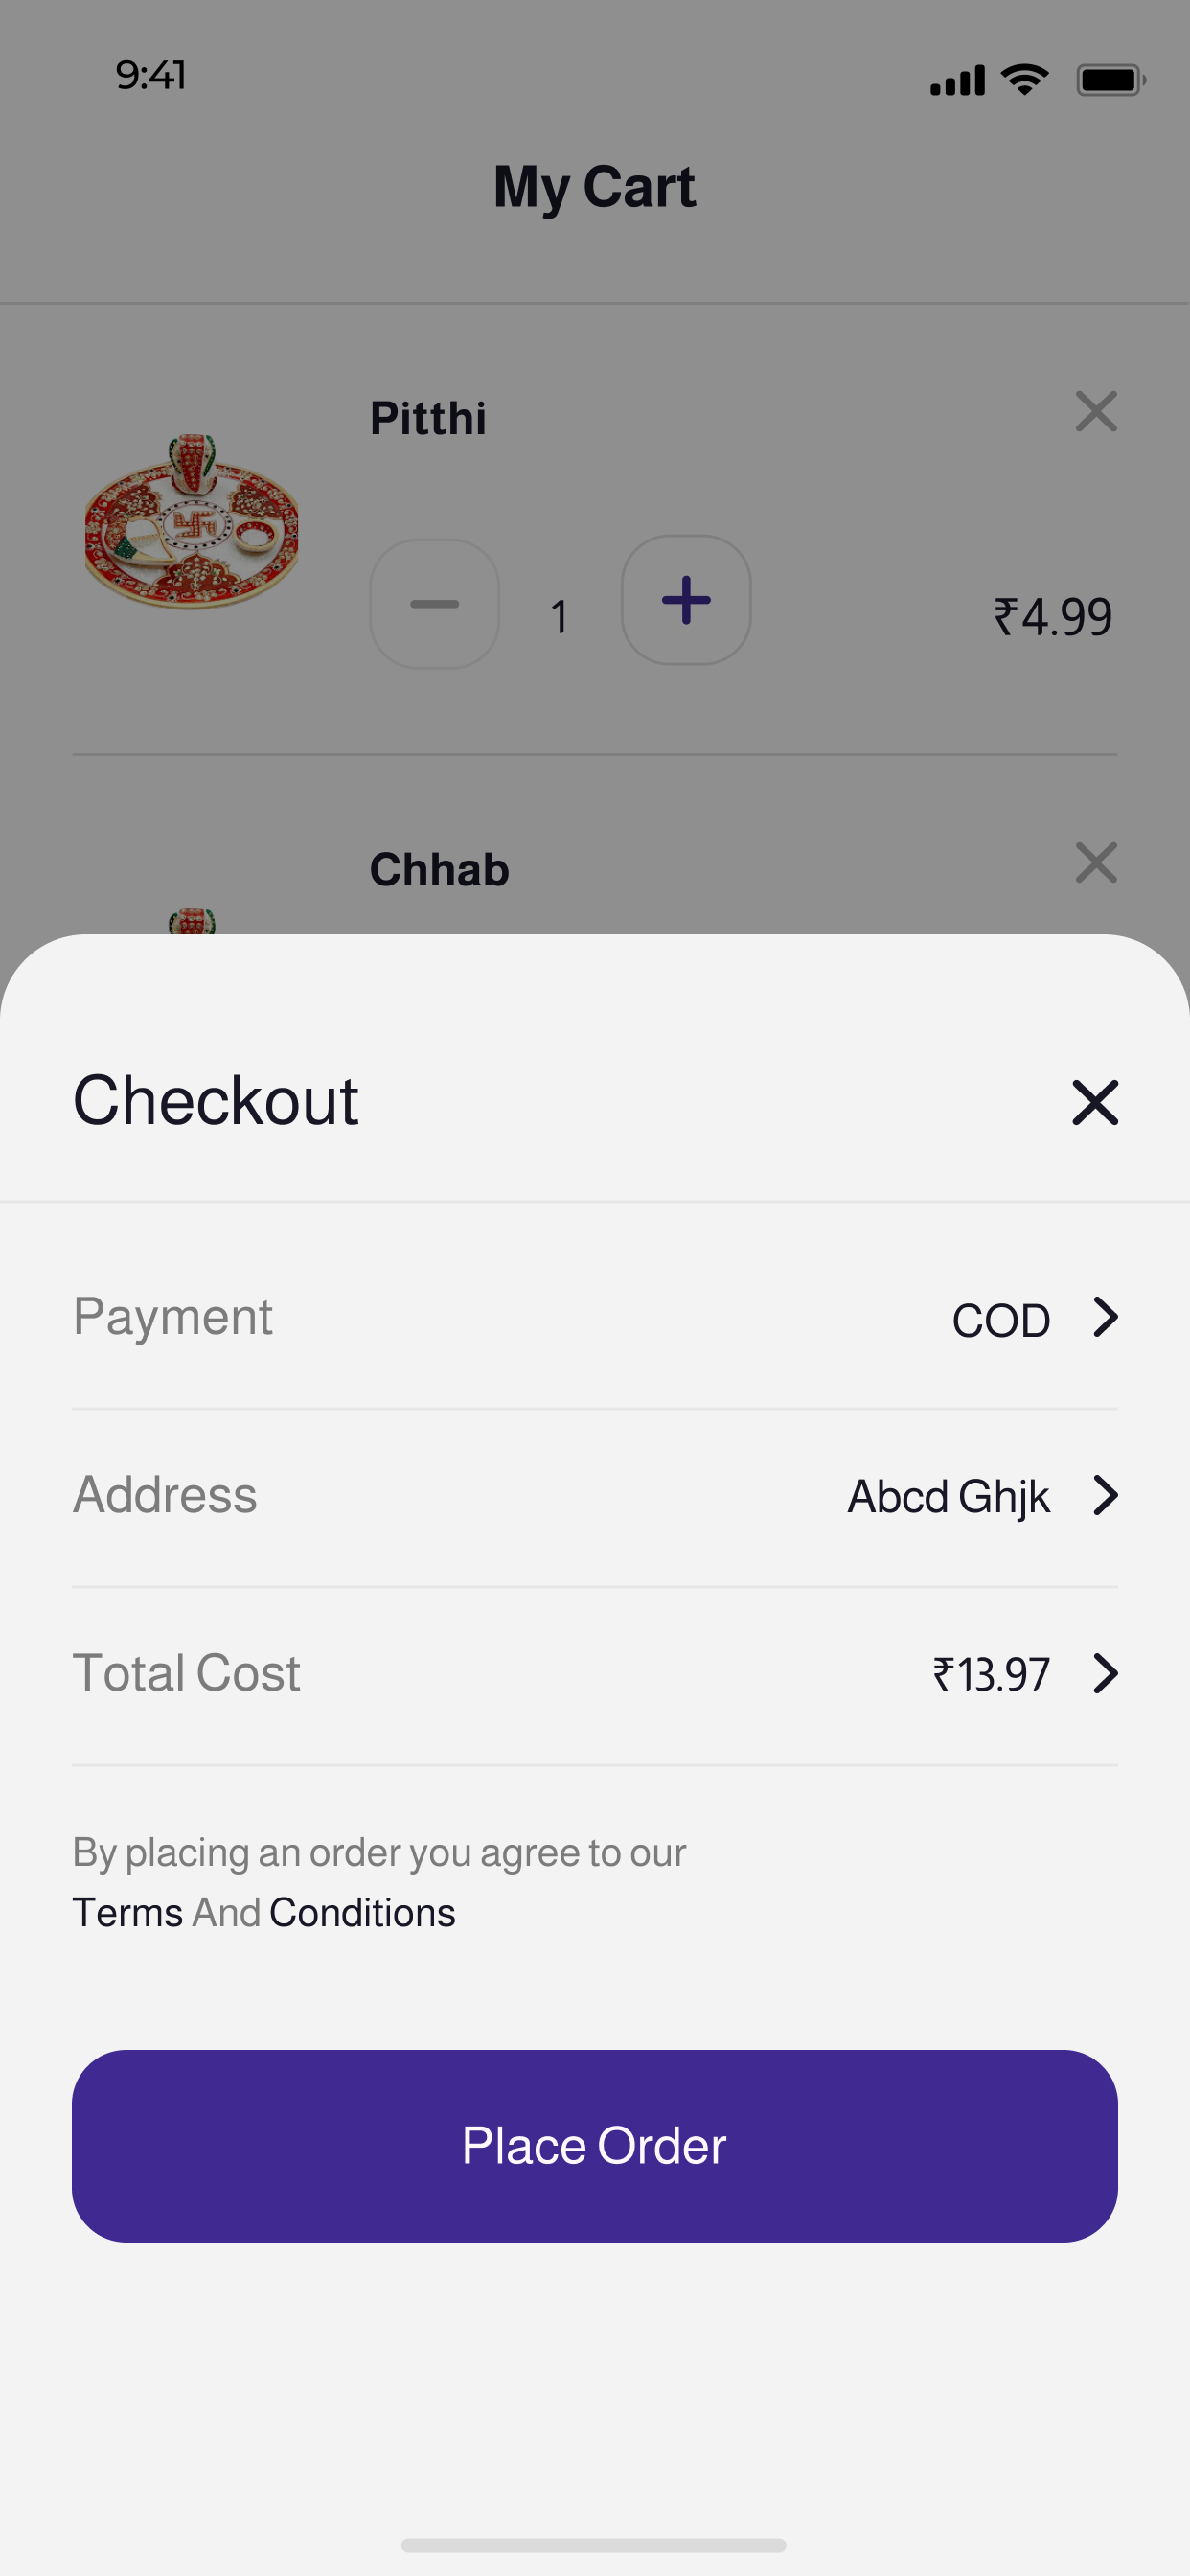 9:41
My Cart
Pitthi
1
₹4.99
Chhab
Checkout
Payment
COD
Address
Abcd Ghjk
Total Cost
₹13.97
By placing an order you agree to our
Terms And Conditions
Place Order